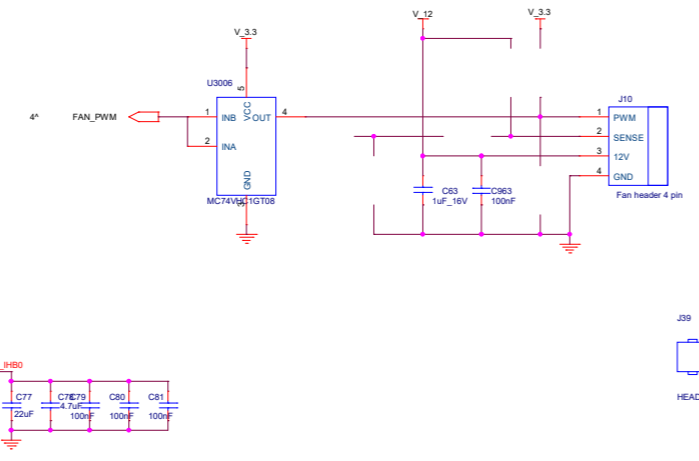 V_12
V_3.3
V_3.3
U3006
J10
5
4^
FAN_PWM
1
INB
VCC
OUT
4
1
PWM
2
INA
2
SENSE
3
12V
GND
4
GND
C63
1uF_16V
C963
100nF
Fan header 4 pin
MC74VHC1GT08
3
J39
_IHB0
C77
C78
C79
C80
C81
22uF
4.7uF
100nF
100nF
100nF
HEAD